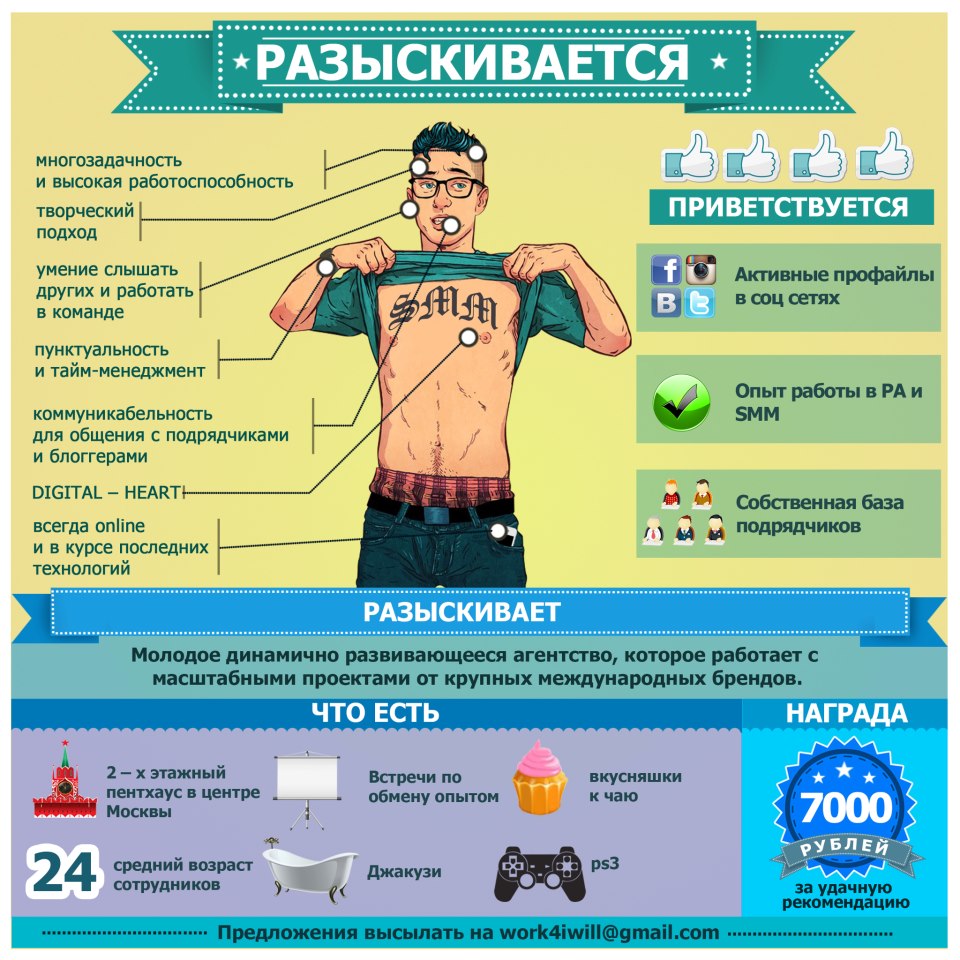 РАЗЫСКИВАЕТСЯ
многозадачность
и высокая работоспособность
творческий
подход
умение слышать
других и работать
в команде
пунктуальность
и тайм-менеджмент
коммуникабельность
для общения с подрядчиками
и блоггерами
DIGITAL – HEART
всегда online
и в курсе последних
технологий
SMM
ПРИВЕТСТВУЕТСЯ
Активные профайлы
в соц сетях
Опыт работы в РА и
SMM
Собственная база
подрядчиков
РАЗЫСКИВАЕТ
Молодое динамично развивающееся агентство, которое работает с
масштабными проектами от крупных международных брендов.
ЧТО ЕСТЬ
2 – х этажный
пентхаус в центре
Москвы
Встречи по
обмену опытом
вкусняшки
к чаю
24
средний возраст
сотрудников
Джакузи
ps3
НАГРАДА
7000
РУБЛЕЙ
за удачную
рекомендацию
Предложения высылать на work4iwill@gmail.com